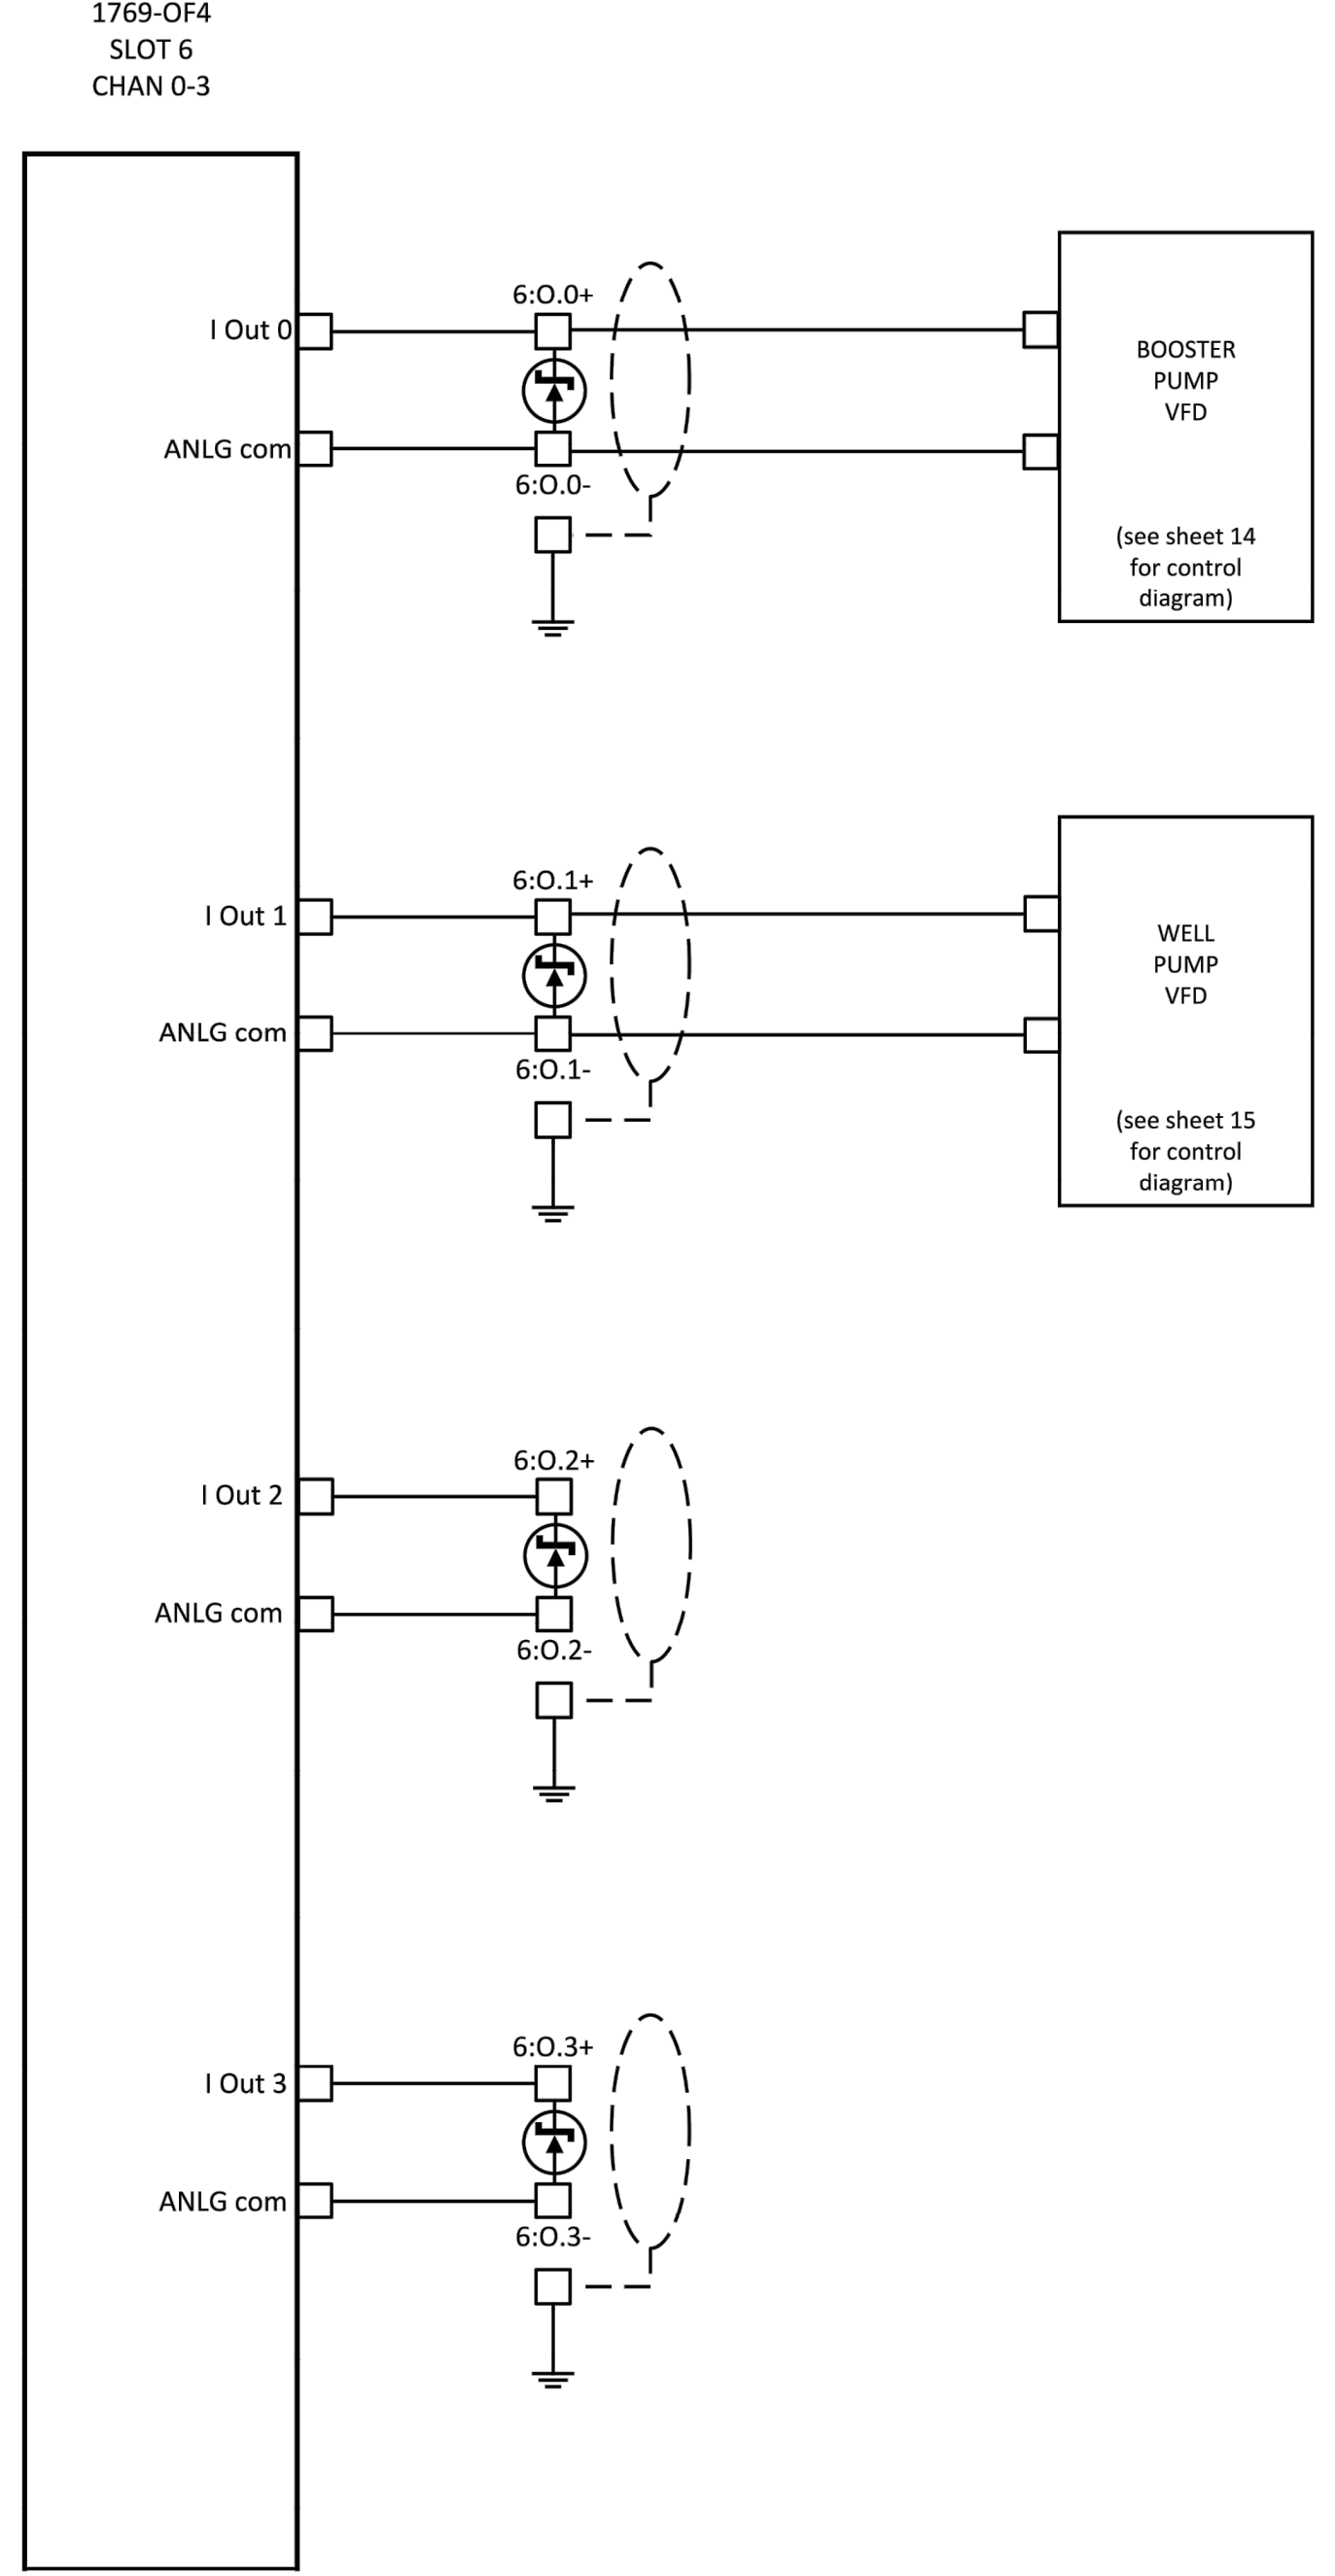 1769-OF4
SLOT 6
CHAN 0-3
6:O.0+
I Out 0
BOOSTER
PUMP
VFD
ANLG com
6:O.0-
(see sheet 14
for control
diagram)
6:O.1+
I Out 1
WELL
PUMP
VFD
ANLG com
6:O.1-
(see sheet 15
for control
diagram)
6:O.2+
I Out 2
ANLG com
6:O.2-
6:O.3+
I Out 3
ANLG com
6:O.3-